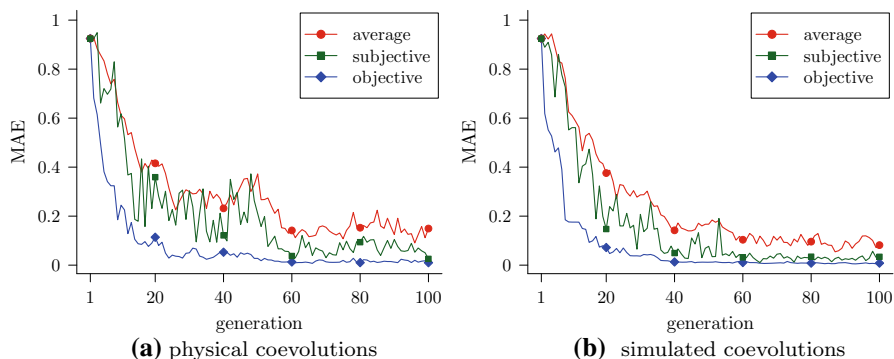 1
0.8
0.6
0.4
0.2
0
MAE
1 20 40 60 80 100
generation
average
subjective
objective
(a) physical coevolutions
1
0.8
0.6
0.4
0.2
0
MAE
1 20 40 60 80 100
generation
average
subjective
objective
(b) simulated coevolutions